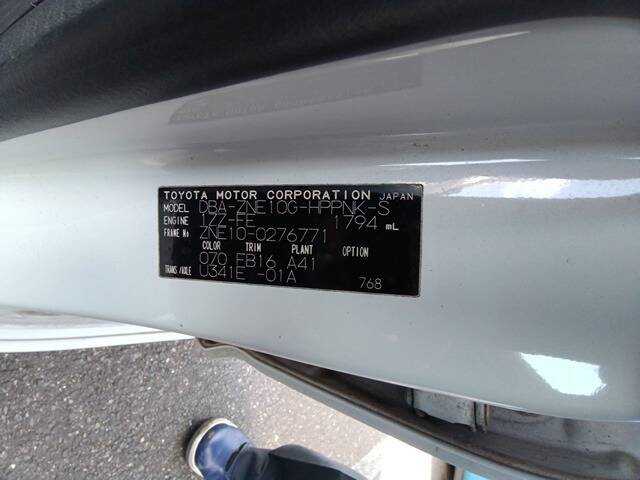 TOYOTA MOTOR CORPORATION JAPAN
MODEL DBA-ZNE10G-HPPNK-S
ENGINE 1ZZ-FE 1794 mL
FRAME No. ZNE10-0276771
COLOR TRIM PLANT OPTION
070 EB16 A41
TRANS/AXLE U341E -01A
768